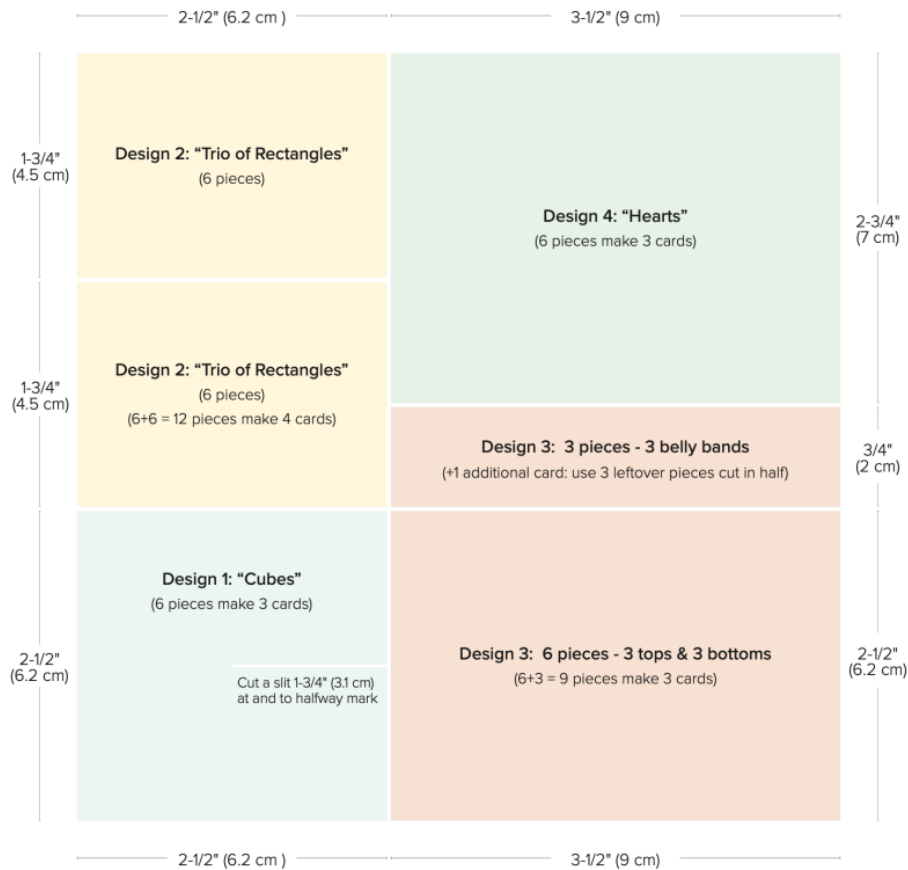 2-1/2" (6.2 cm )
3-1/2" (9 cm)
1-3/4"
(4.5 cm)
Design 2: “Trio of Rectangles”
(6 pieces)
Design 4: “Hearts”
(6 pieces make 3 cards)
2-3/4"
(7 cm)
1-3/4"
(4.5 cm)
Design 2: “Trio of Rectangles”
(6 pieces)
(6+6 = 12 pieces make 4 cards)
Design 3:  3 pieces - 3 belly bands
(+1 additional card: use 3 leftover pieces cut in half)
3/4"
(2 cm)
2-1/2"
(6.2 cm)
Design 1: “Cubes”
(6 pieces make 3 cards)
Cut a slit 1-3/4" (3.1 cm)
at and to halfway mark
Design 3:  6 pieces - 3 tops & 3 bottoms
(6+3 = 9 pieces make 3 cards)
2-1/2"
(6.2 cm)
2-1/2" (6.2 cm )
3-1/2" (9 cm)